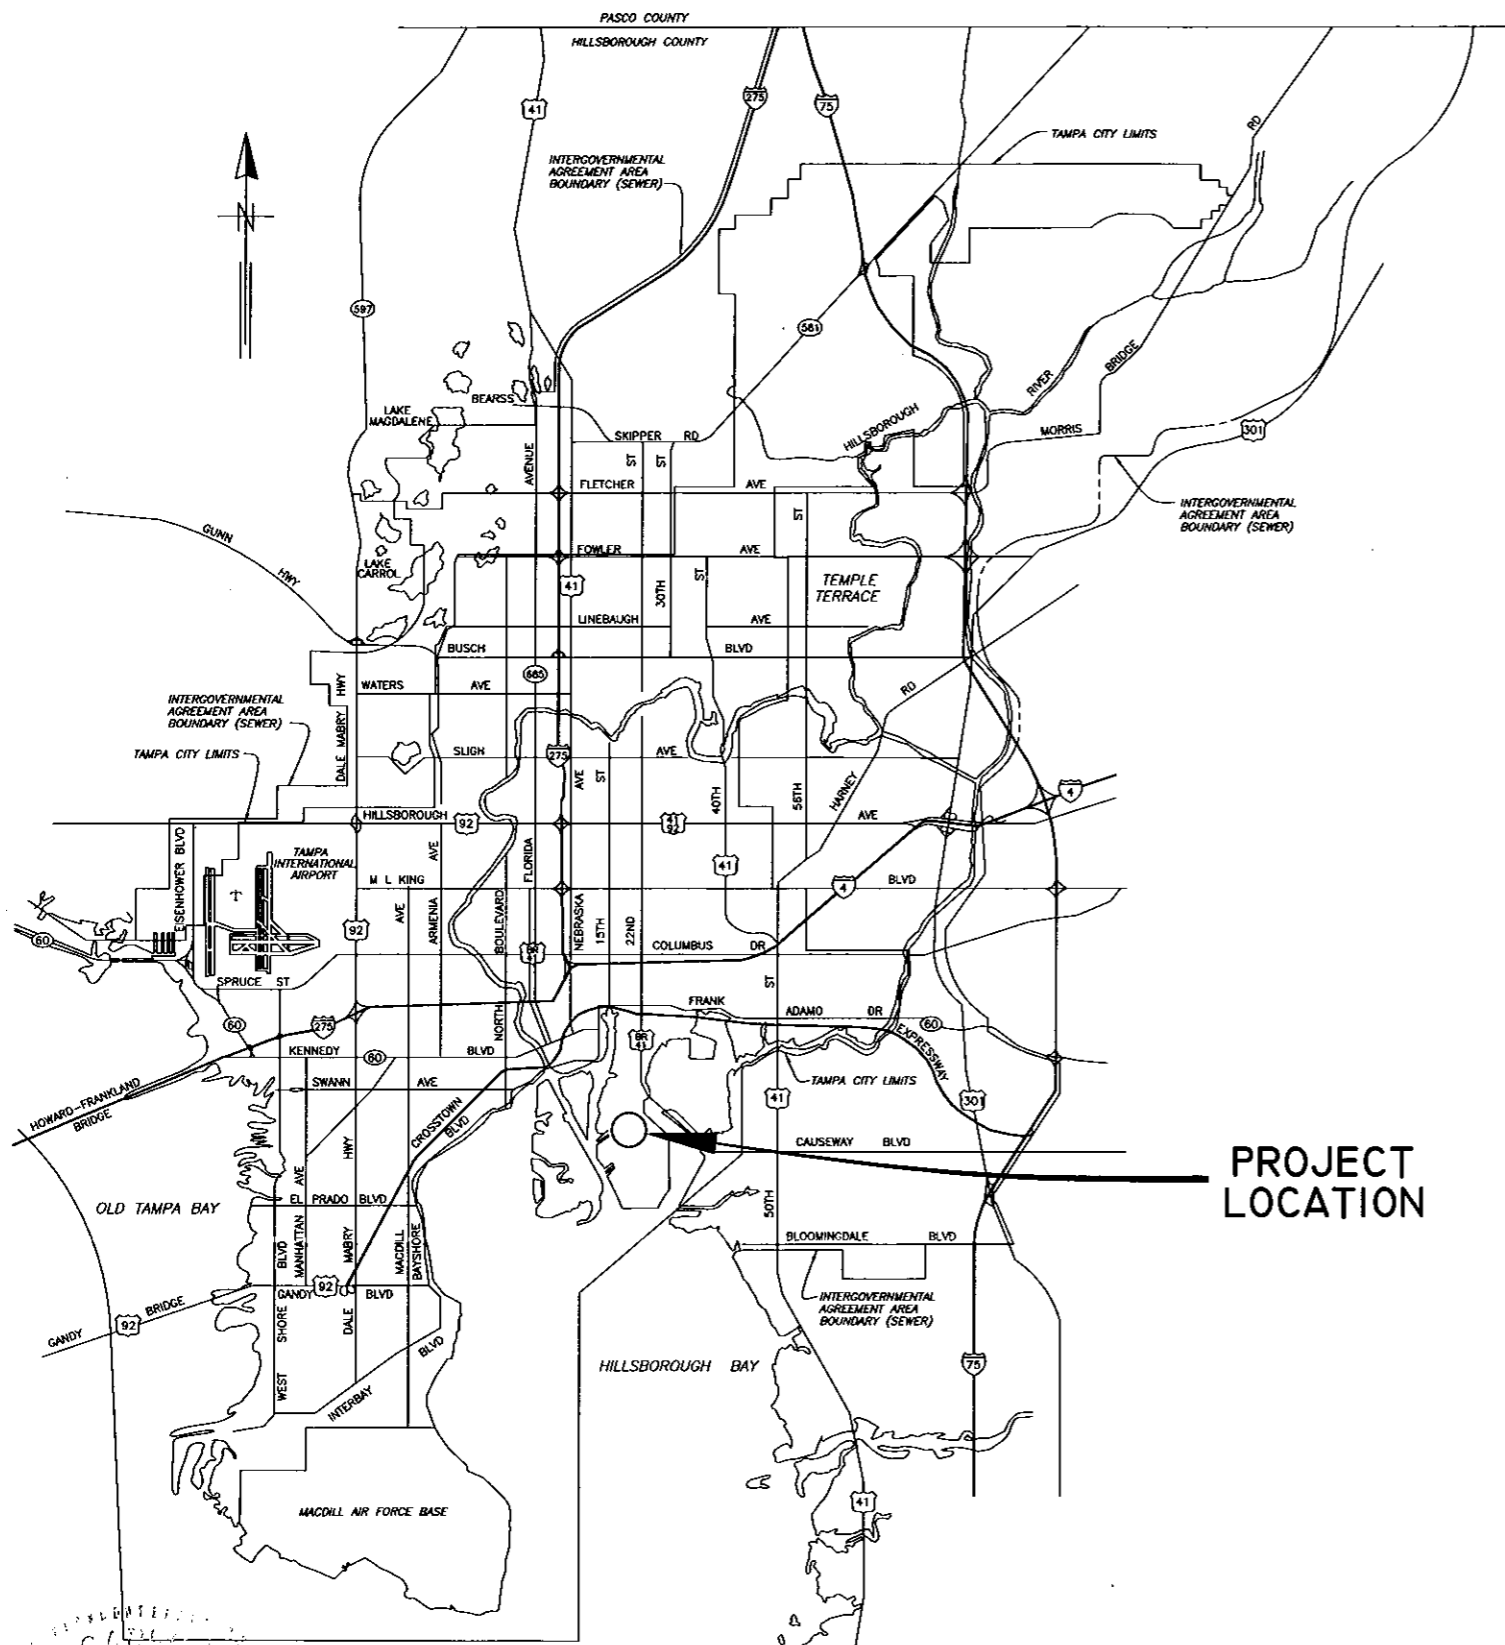 PASCO COUNTY
HILLSBOROUGH COUNTY
41
275
75
RD
TAMPA CITY LIMITS
INTERGOVERNMENTAL
AGREEMENT AREA
BOUNDARY (SEWER)
N
597
581
BRIDGE
RIVER
BEARSS
LAKE
MAGDALENE
HILLSBOROUGH
MORRIS
301
SKIPPER RD
AVENUE
ST
ST
FLETCHER AVE
INTERGOVERNMENTAL
AGREEMENT AREA
BOUNDARY (SEWER)
ST
GUNN
HWY
FOWLER AVE
LAKE
CARROL
41
30TH
ST
TEMPLE
TERRACE
LINEBAUGH AVE
BUSCH BLVD
685
WATERS AVE
RD
INTERGOVERNMENTAL
AGREEMENT AREA
BOUNDARY (SEWER)
DALE MABRY HWY
TAMPA CITY LIMITS
SLIGH AVE
275
AVE
ST
40TH
56TH
HARNEY
4
HILLSBOROUGH AVE
92
41
92
EISENHOWER BLVD
TAMPA
INTERNATIONAL
AIRPORT
AVE
FLORIDA
41
M L KING BLVD
4
AVE
ARMENIA
BOULEVARD
NEBRASKA
15TH
22ND
60
92
BR
41
COLUMBUS DR
SPRUCE ST
ST
FRANK
ADAMO DR
60
60
275
NORTH
BR
41
EXPRESSWAY
KENNEDY BLVD
60
SWANN AVE
TAMPA CITY LIMITS
HOWARD-FRANKLAND
BRIDGE
CROSSTOWN
BLVD
41
301
HWY
CAUSEWAY BLVD
PROJECT
LOCATION
AVE
EL PRADO BLVD
OLD TAMPA BAY
50TH
BLVD
MANHATTAN
MABRY
MACDILL
BAYSHORE
BLOOMINGDALE BLVD
92
GANDY BLVD
INTERGOVERNMENTAL
AGREEMENT AREA
BOUNDARY (SEWER)
GANDY
92
BRIDGE
SHORE
DALE
BLVD
HILLSBOROUGH BAY
75
WEST
INTERBAY
MACDILL AIR FORCE BASE
41